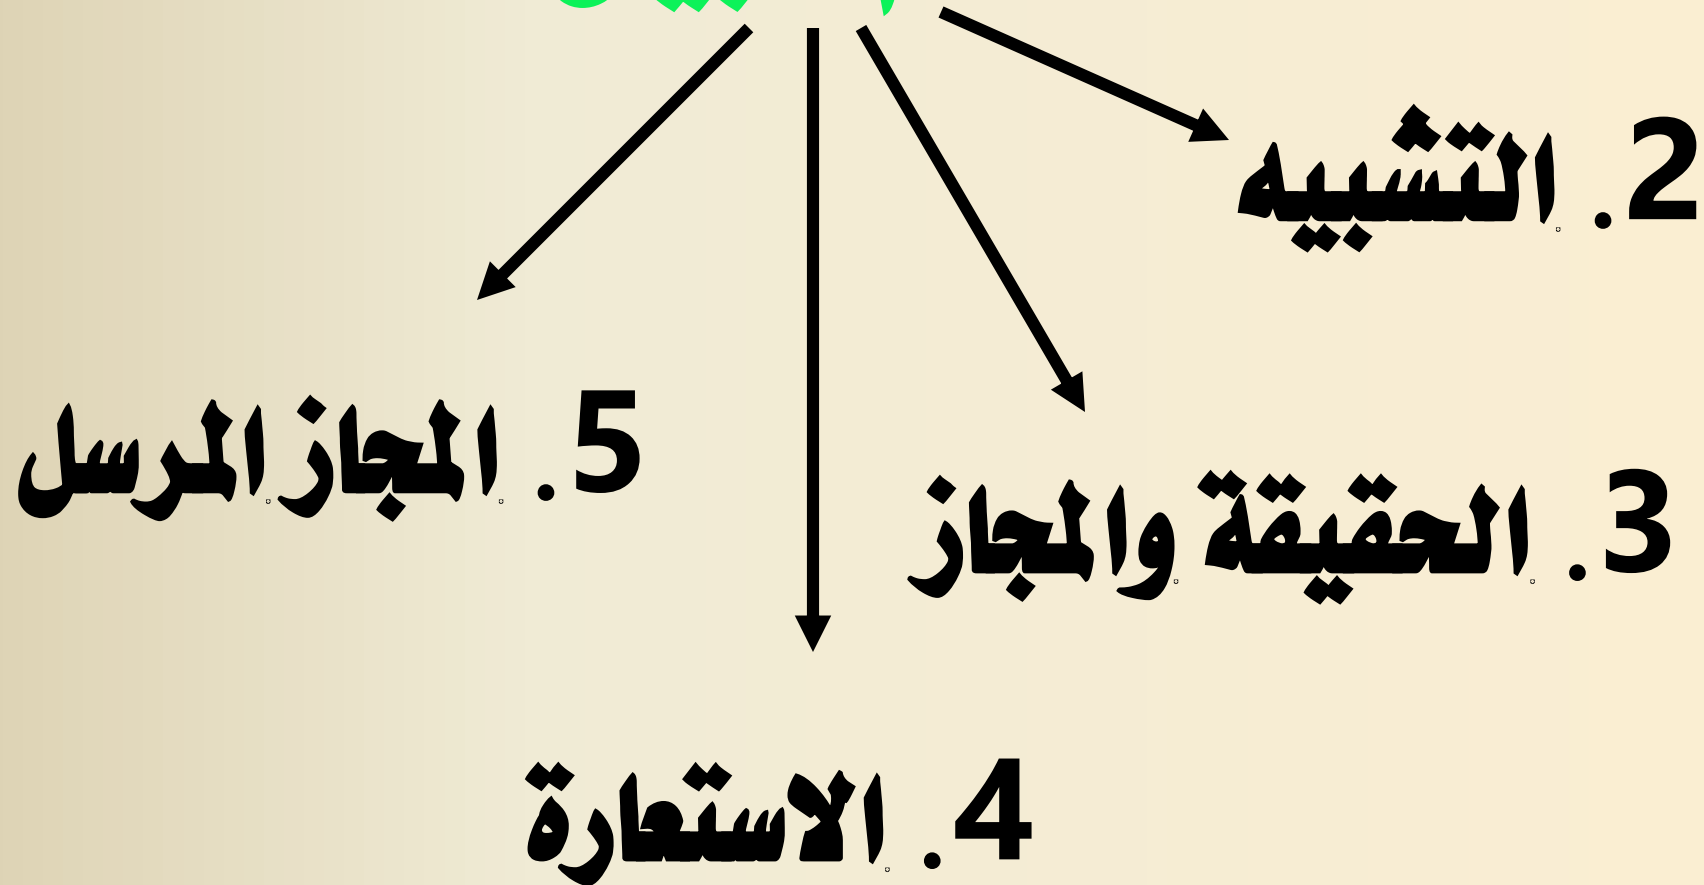 2. التشبيه
5. المجاز المرسل
3. الحقيقة والمجاز
4. الاستعارة